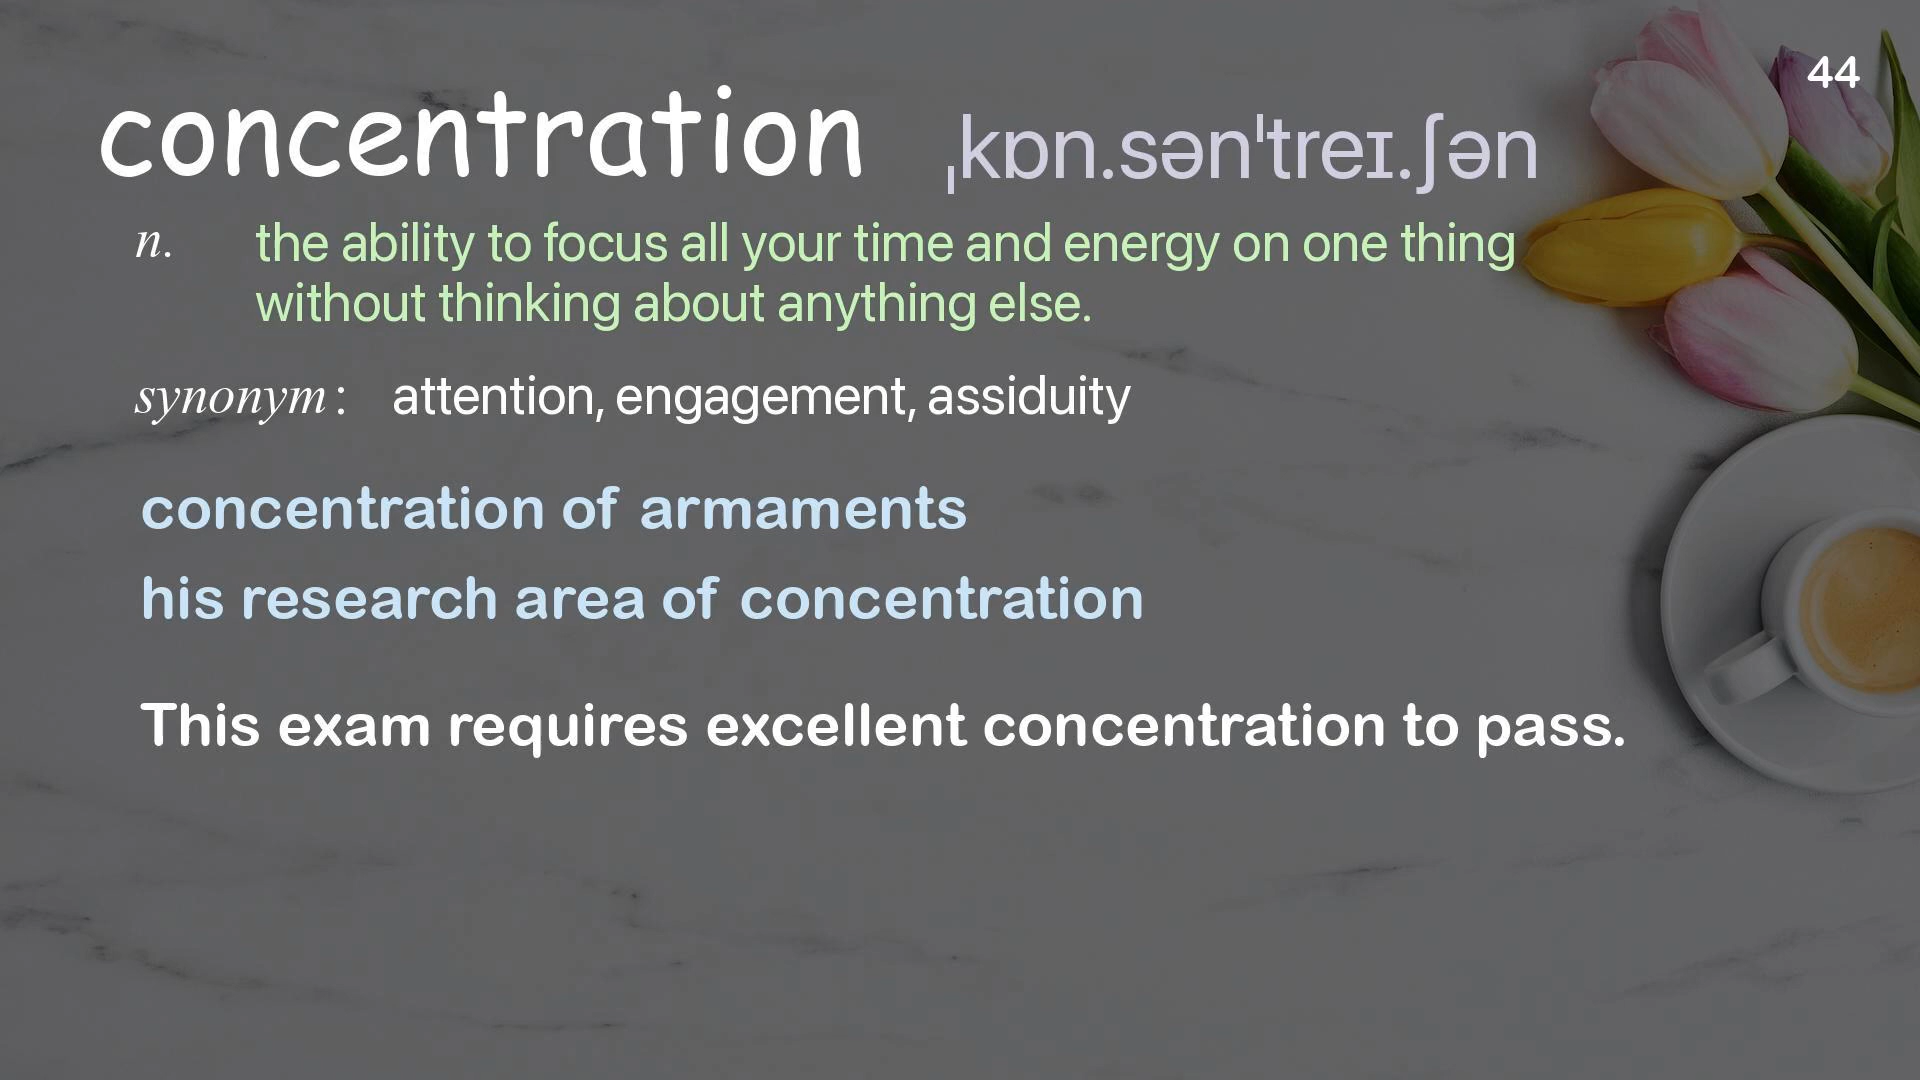 44
concentration ˌkɒn.sənˈtreɪ.ʃən
n. the ability to focus all your time and energy on one thing
without thinking about anything else.
synonym : attention, engagement, assiduity
concentration of armaments
his research area of concentration
This exam requires excellent concentration to pass.